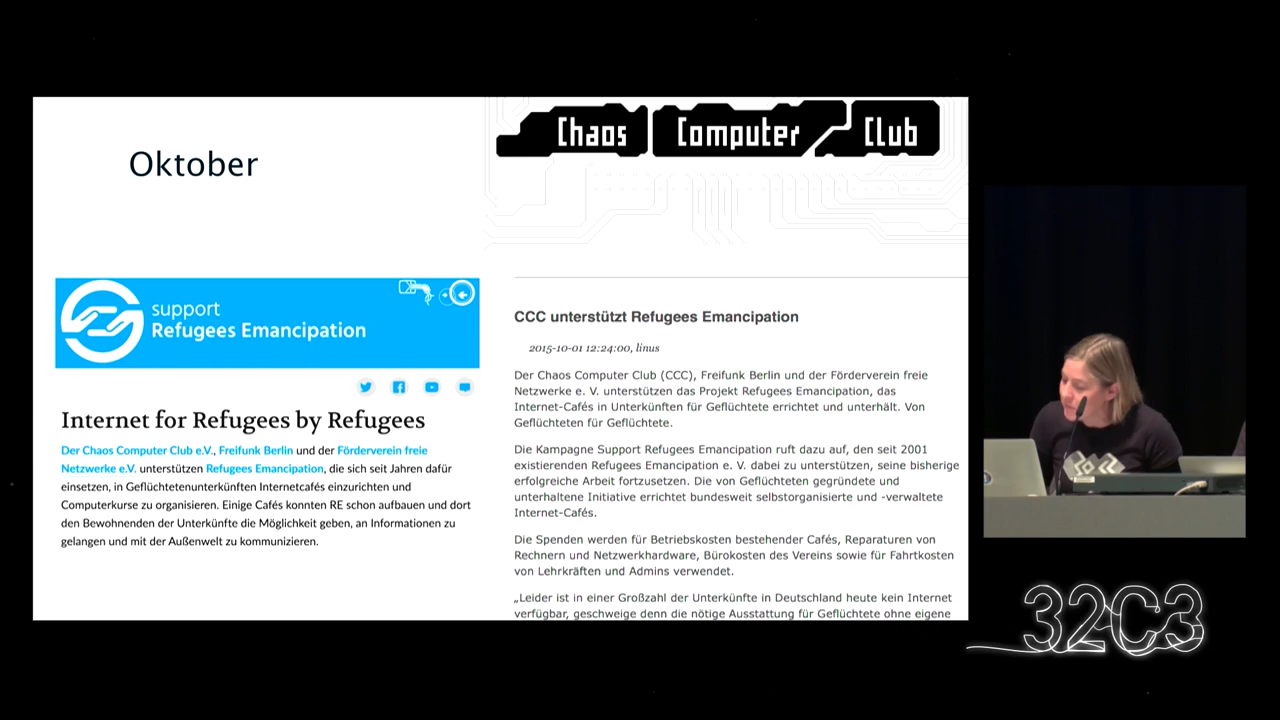 Oktober
support
Refugees Emancipation
Internet for Refugees by Refugees
Der Chaos Computer Club e.V., Freifunk Berlin und der Förderverein freie
Netzwerke e.V. unterstützen Refugees Emancipation, die sich seit Jahren dafür
einsetzen, in Geflüchtetenunterkünften Internetcafés einzurichten und
Computerkurse zu organisieren. Einige Cafés konnten RE schon aufbauen und dort
den Bewohnenden der Unterkünfte die Möglichkeit geben, an Informationen zu
gelangen und mit der Außenwelt zu kommunizieren.
Chaos Computer Club
CCC unterstützt Refugees Emancipation
2015-10-01 12:24:00, linus
Der Chaos Computer Club (CCC), Freifunk Berlin und der Förderverein freie
Netzwerke e. V. unterstützen das Projekt Refugees Emancipation, das
Internet-Cafés in Unterkünften für Geflüchtete errichtet und unterhält. Von
Geflüchteten für Geflüchtete.
Die Kampagne Support Refugees Emancipation ruft dazu auf, den seit 2001
existierenden Refugees Emancipation e. V. dabei zu unterstützen, seine bisherige
erfolgreiche Arbeit fortzusetzen. Die von Geflüchteten gegründete und
unterhaltene Initiative errichtet bundesweit selbstorganisierte und -verwaltete
Internet-Cafés.
Die Spenden werden für Betriebskosten bestehender Cafés, Reparaturen von
Rechnern und Netzwerkhardware, Bürokosten des Vereins sowie für Fahrtkosten
von Lehrkräften und Admins verwendet.
„Leider ist in einer Großzahl der Unterkünfte in Deutschland heute kein Internet
verfügbar, geschweige denn die nötige Ausstattung für Geflüchtete ohne eigene
32C3